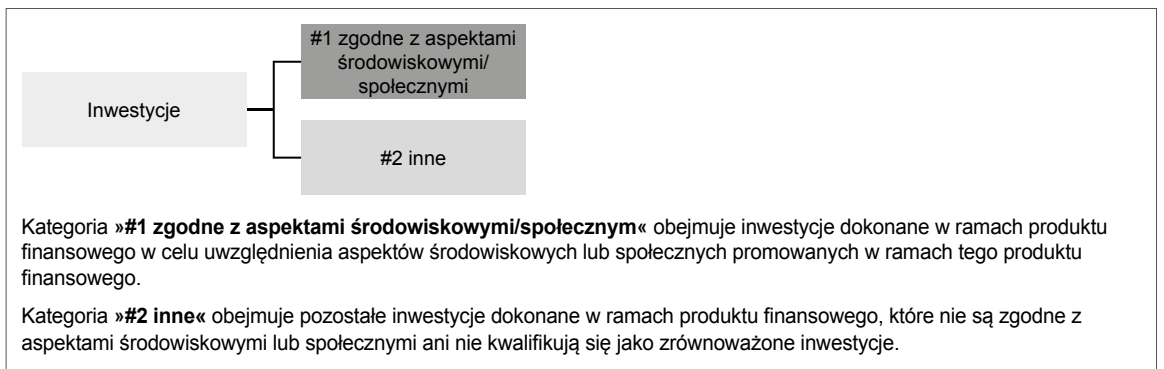 #1 zgodne z aspektami
środowiskowymi/
społecznymi
Inwestycje
#2 inne
Kategoria »#1 zgodne z aspektami środowiskowymi/społecznym« obejmuje inwestycje dokonane w ramach produktu
finansowego w celu uwzględnienia aspektów środowiskowych lub społecznych promowanych w ramach tego produktu
finansowego.
Kategoria »#2 inne« obejmuje pozostałe inwestycje dokonane w ramach produktu finansowego, które nie są zgodne z
aspektami środowiskowymi lub społecznymi ani nie kwalifikują się jako zrównoważone inwestycje.